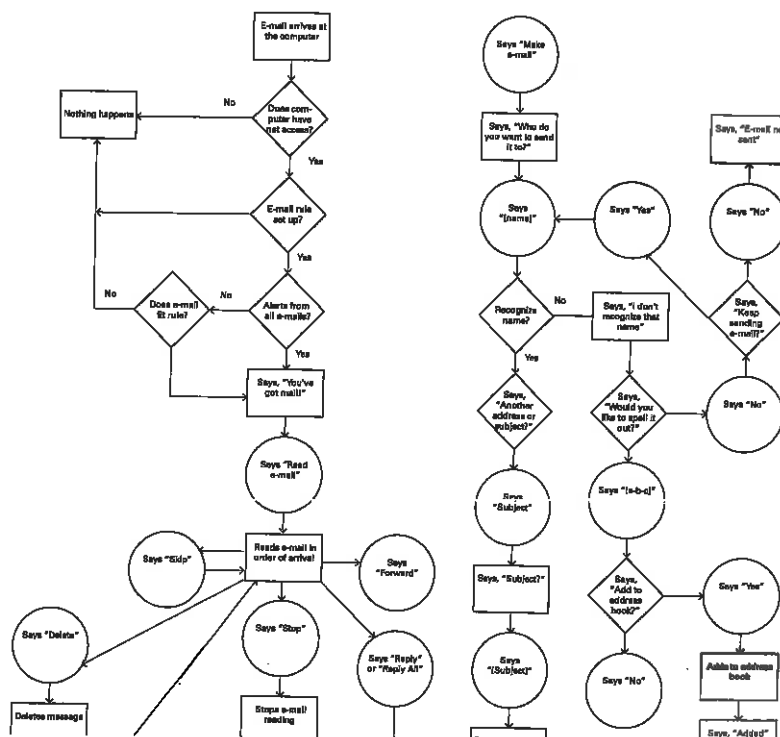 E-mail arrives at
the computer
Nothing happens
No
Does com-
puter have
net access?
Yes
E-mail rule
set up?
Yes
No
Does e-mail
fit rule?
No
Alerts from
all e-mails?
Yes
Says, "You've
got mail!"
Says "Read
e-mail"
Says "Skip"
Reads e-mail in
order of arrival
Says
"Forward"
Says "Delete"
Says "Stop"
Says "Reply"
or "Reply All"
Deletes message
Stops e-mail
reading
Says "Make
e-mail"
Says, "Who do
you want to send
it to?"
Says
"[name]"
Says "Yes"
Says, "E-mail no
sent"
Says "No"
Recognize
name?
No
Yes
Says, "I don't
recognize that
name"
Says,
"Keep
sending
e-mail?"
Says,
"Another
address or
subject?"
Says,
"Would you
like to spell it
out?"
Says "No"
Says
"Subject"
Says "[a-b-c]"
Says, "Subject?"
Says,
"Add to
address
book?"
Says "Yes"
Says
"[Subject]"
Says "No"
Adds to address
book
Says, "Added"